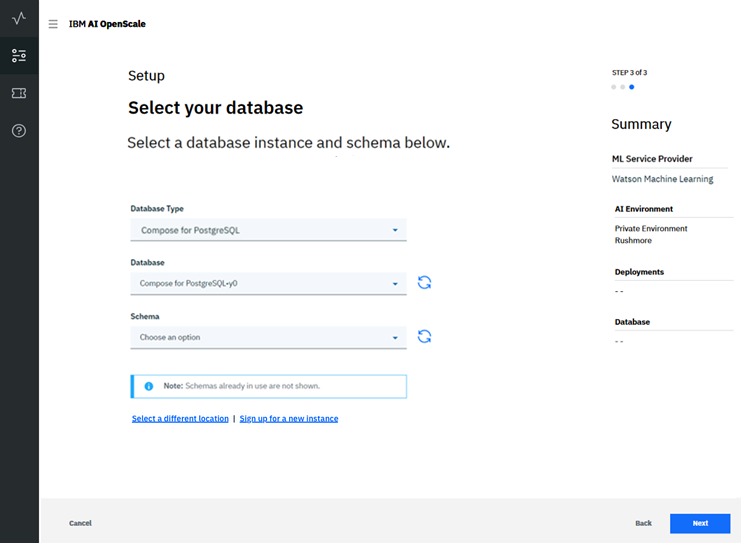 IBM AI OpenScale
Setup
Select your database
Select a database instance and schema below.
Database Type
Compose for PostgreSQL
Database
Compose for PostgreSQL-y0
Schema
Choose an option
Note: Schemas already in use are not shown.
Select a different location | Sign up for a new instance
STEP 3 of 3
Summary
ML Service Provider
Watson Machine Learning
AI Environment
Private Environment
Rushmore
Deployments
- -
Database
- -
Cancel
Back
Next